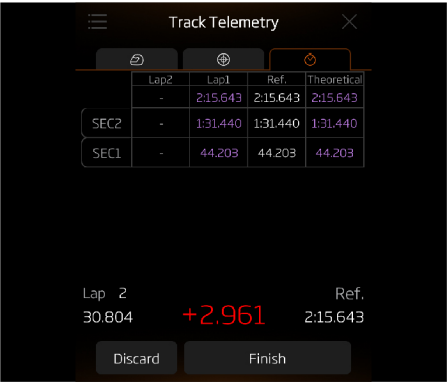 Track Telemetry
Lap2 Lap1 Ref. Theoretical
- 2:15.643 2:15.643 2:15.643
SEC2 - 1:31.440 1:31.440 1:31.440
SEC1 - 44.203 44.203 44.203
Lap 2 Ref.
30.804 +2.961 2:15.643
Discard Finish